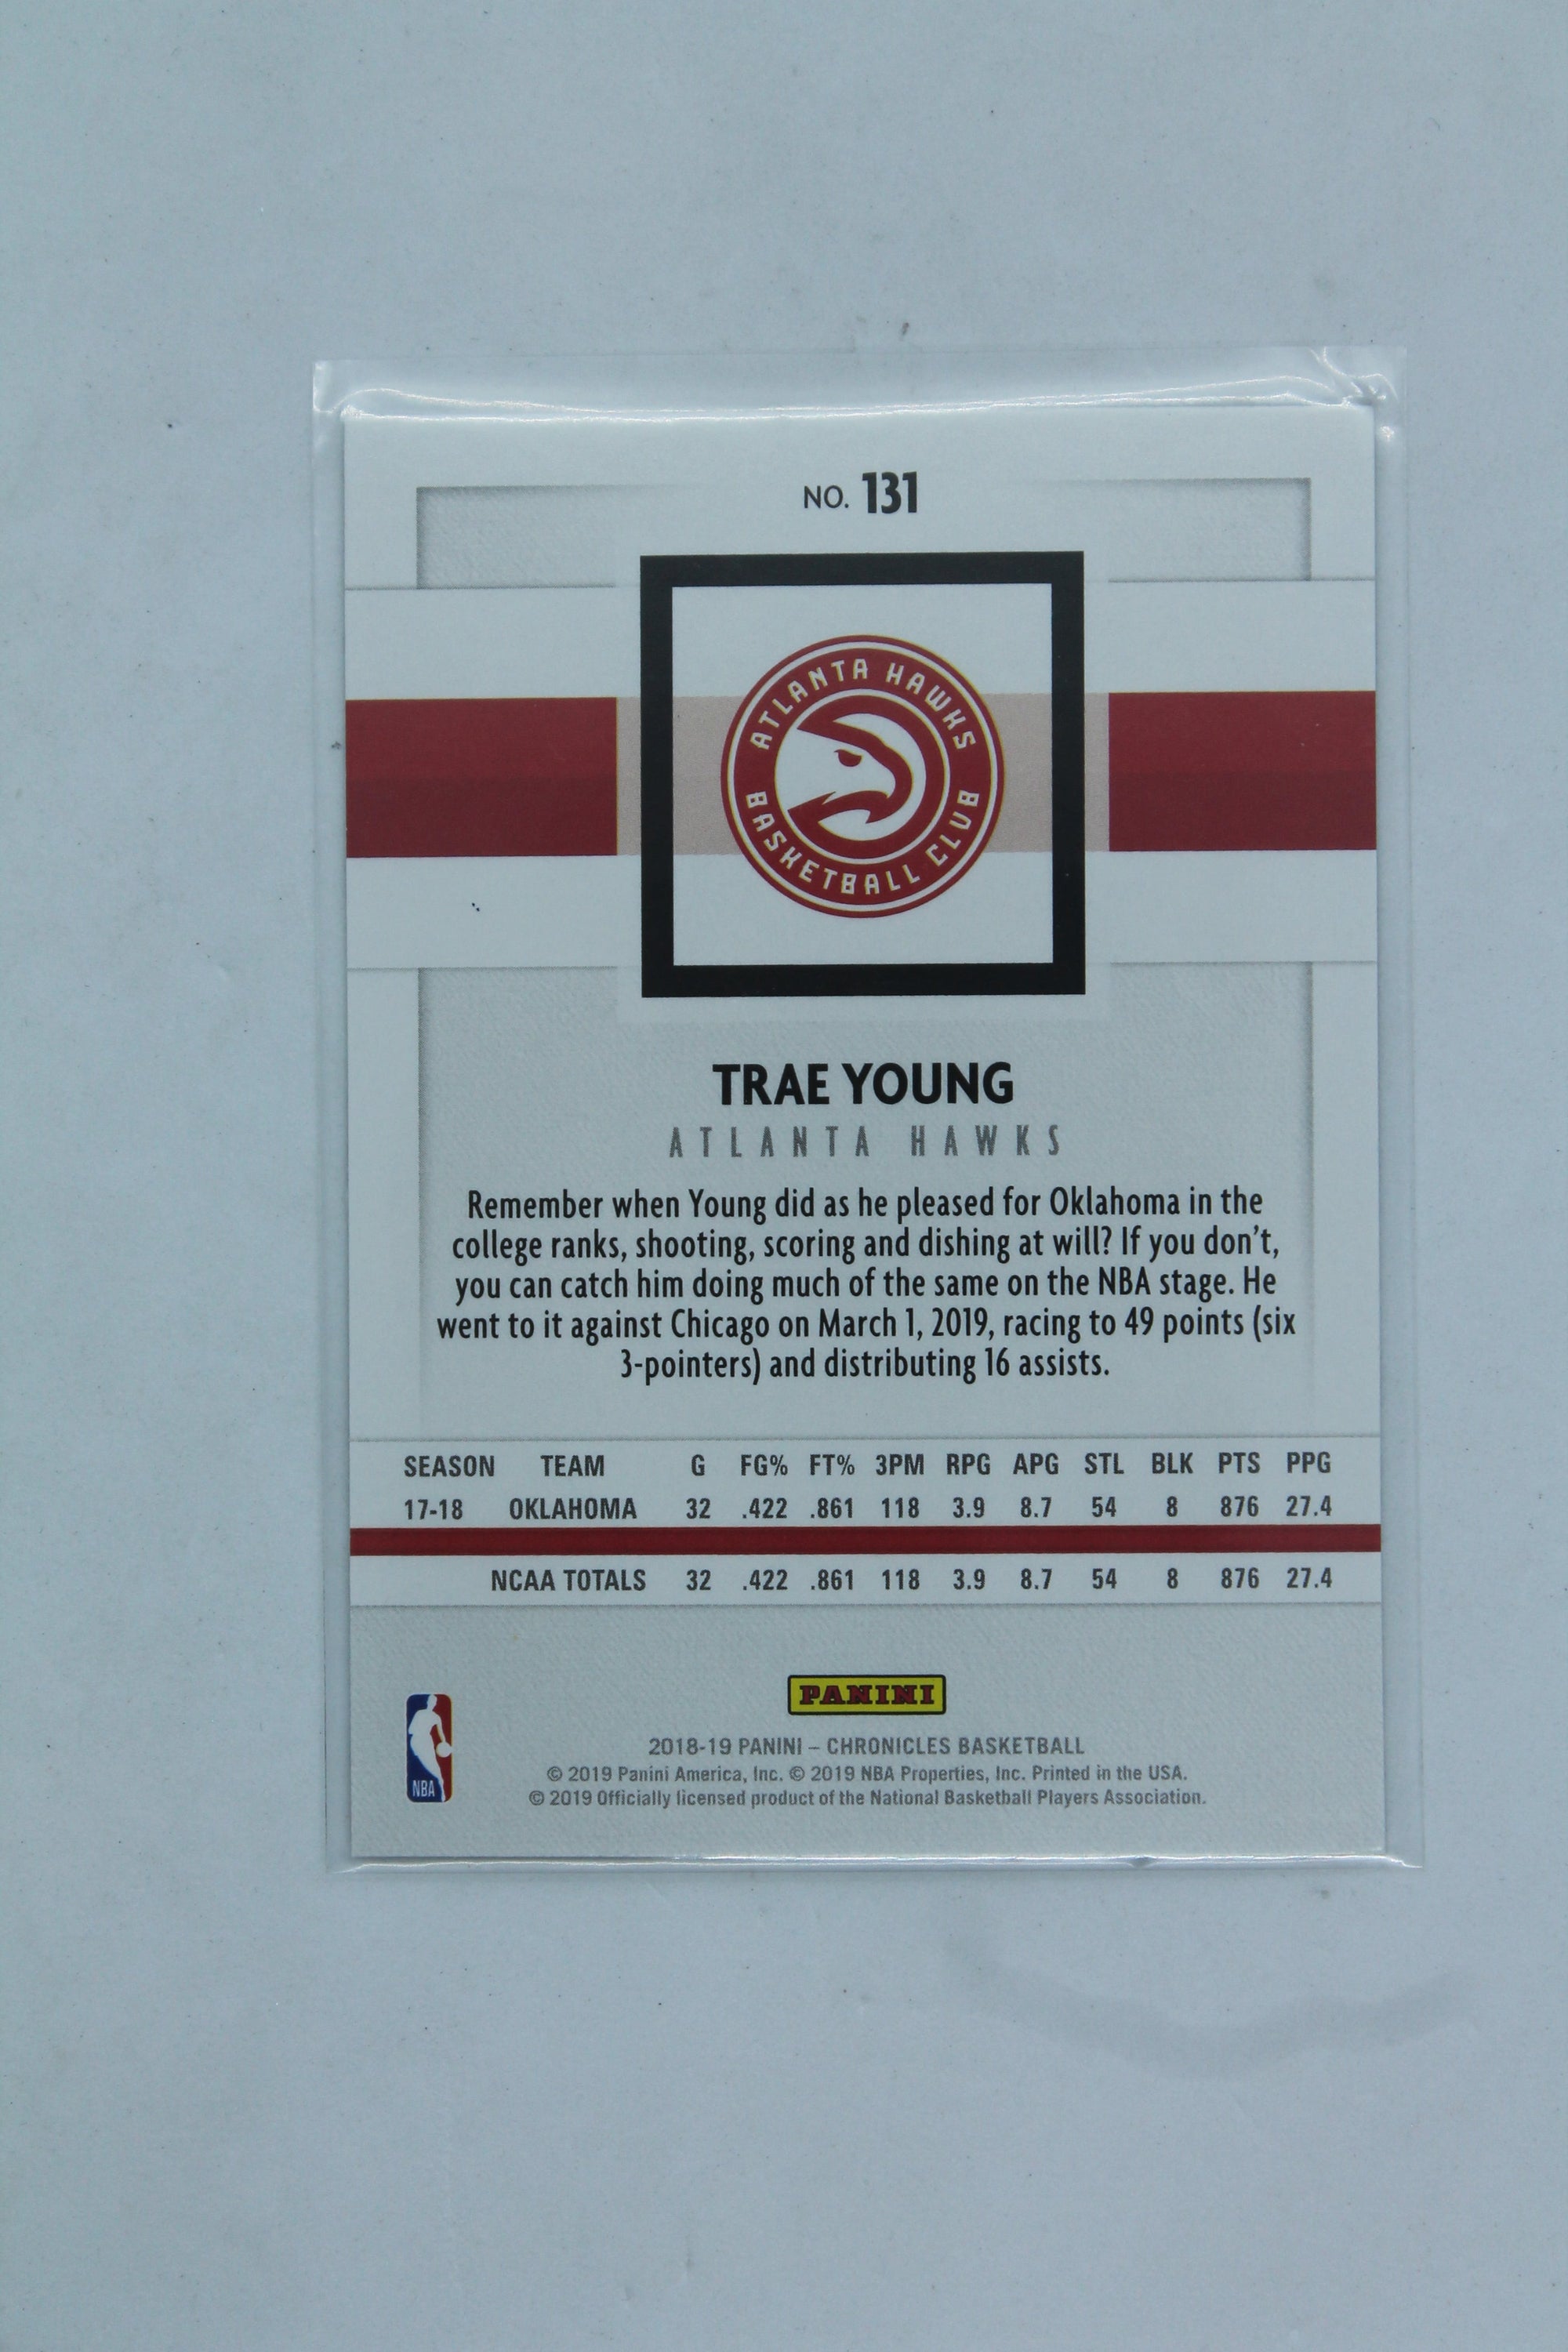 NO. 131
ATLANTA HAWKS
BASKETBALL CLUB
TRAE YOUNG
ATLANTA HAWKS
Remember when Young did as he pleased for Oklahoma in the
college ranks, shooting, scoring and dishing at will? If you don't,
you can catch him doing much of the same on the NBA stage. He
went to it against Chicago on March 1, 2019, racing to 49 points (six
3-pointers) and distributing 16 assists.
SEASON TEAM G FG% FT% 3PM RPG APG STL BLK PTS PPG
17-18 OKLAHOMA 32 .422 .861 118 3.9 8.7 54 8 876 27.4
NCAA TOTALS 32 .422 .861 118 3.9 8.7 54 8 876 27.4
PANINI
NBA
2018-19 PANINI – CHRONICLES BASKETBALL
© 2019 Panini America, Inc. © 2019 NBA Properties, Inc. Printed in the USA.
© 2019 Officially licensed product of the National Basketball Players Association.